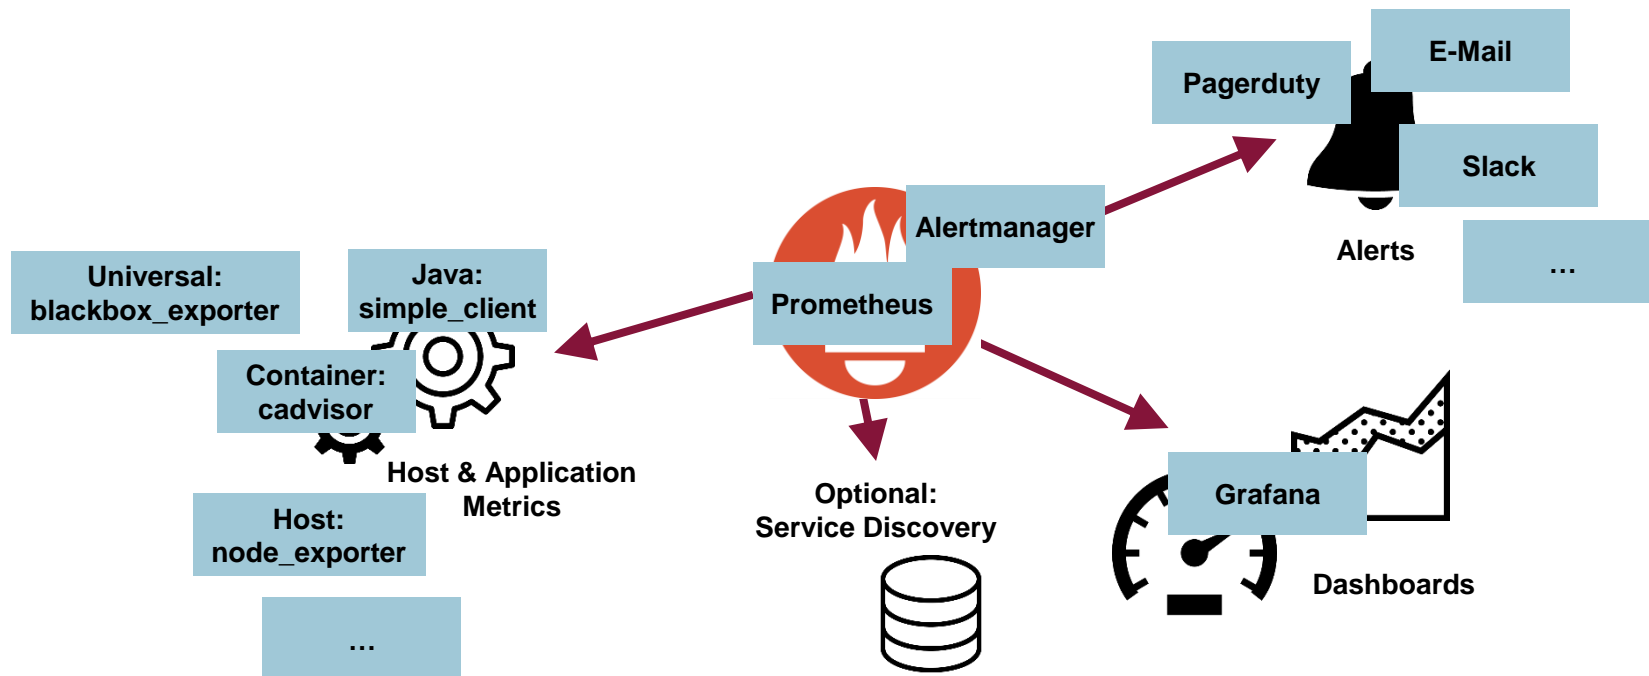 E-Mail
Pagerduty
Slack
Alertmanager
Alerts
…
Universal:
blackbox_exporter
Java:
simple_client
Prometheus
Container:
cadvisor
Host & Application
Metrics
Optional:
Service Discovery
Grafana
Host:
node_exporter
Dashboards
…